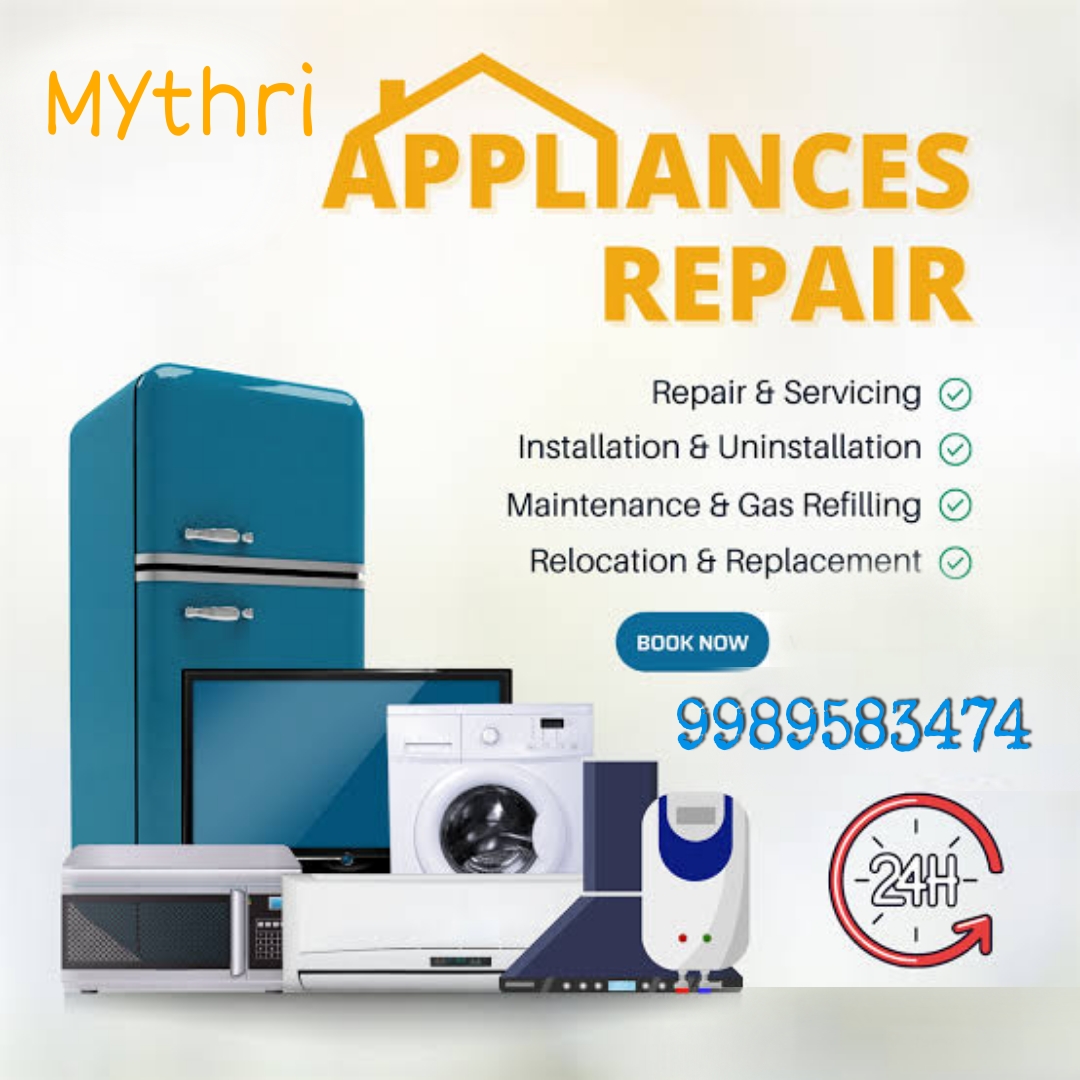 MYthri
APPLIANCES
REPAIR
Repair & Servicing
Installation & Uninstallation
Maintenance & Gas Refilling
Relocation & Replacement
BOOK NOW
9989583474
24H